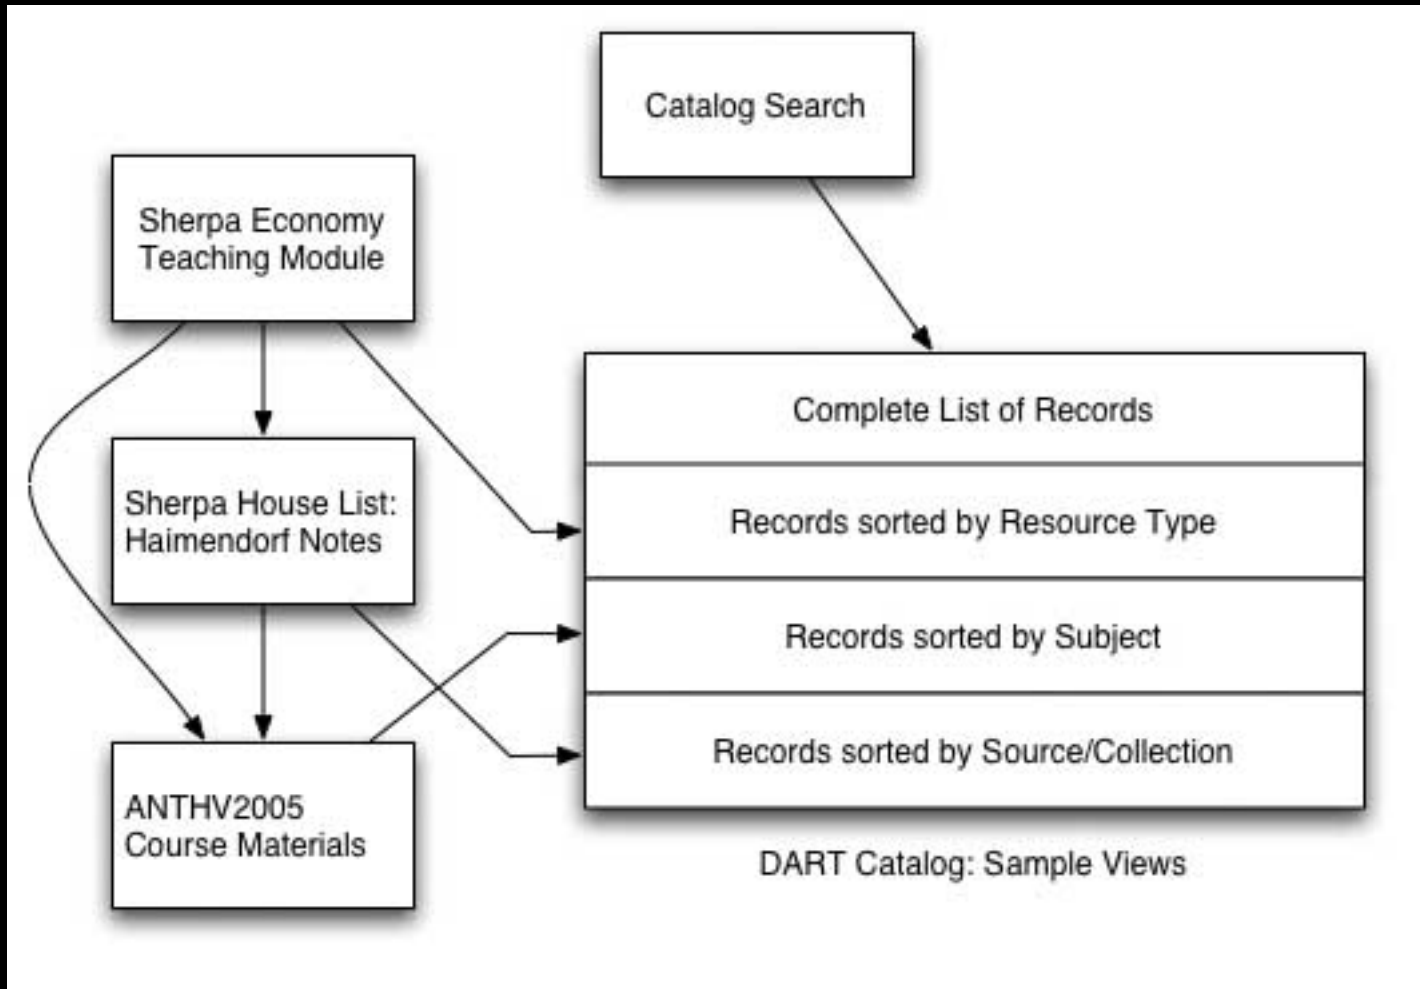 Catalog Search
Sherpa Economy
Teaching Module
Sherpa House List:
Haimendorf Notes
ANTHV2005
Course Materials
Complete List of Records
Records sorted by Resource Type
Records sorted by Subject
Records sorted by Source/Collection
DART Catalog: Sample Views